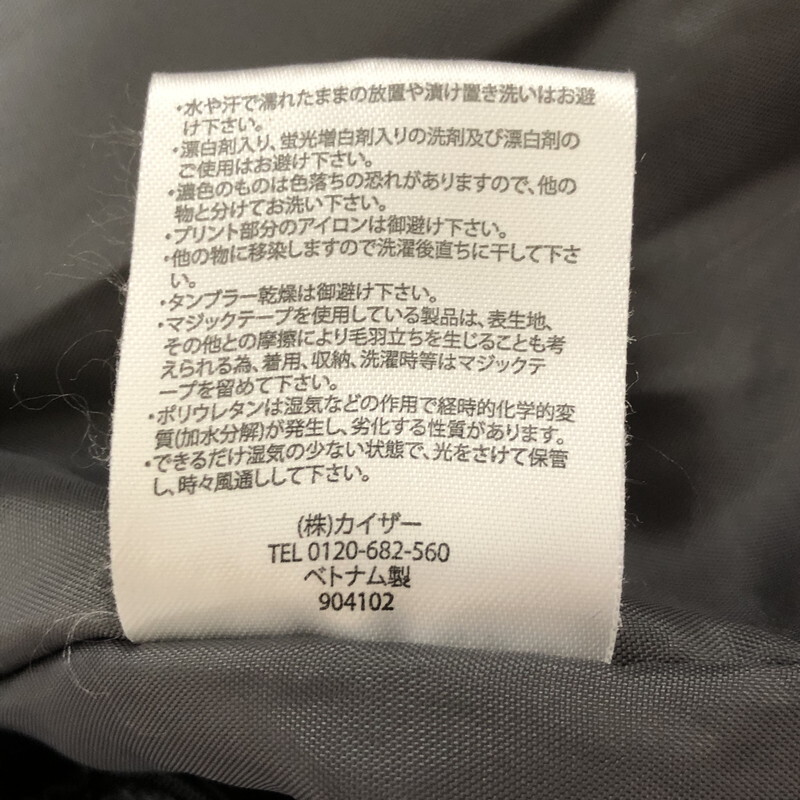 ・水や汗で濡れたままの放置や漬け置き洗いはお避
け下さい。
・漂白剤入り、蛍光増白剤入りの洗剤及び漂白剤の
ご使用はお避け下さい。
・濃色のものは色落ちの恐れがありますので、他の
物と分けてお洗い下さい。
・プリント部分のアイロンは御避け下さい。
・他の物に移染しますので洗濯後直ちに干して下さ
い。
・タンブラー乾燥は御避け下さい。
・マジックテープを使用している製品は、表生地、
その他との摩擦により毛羽立ちを生じることも考
えられる為、着用、収納、洗濯時等はマジックテ
ープを留めて下さい。
・ポリウレタンは湿気などの作用で経時的化学的変
質(加水分解)が発生し、劣化する性質があります。
・できるだけ湿気の少ない状態で、光をさけて保管
し、時々風通しして下さい。
(株)カイザー
TEL 0120-682-560
ベトナム製
904102